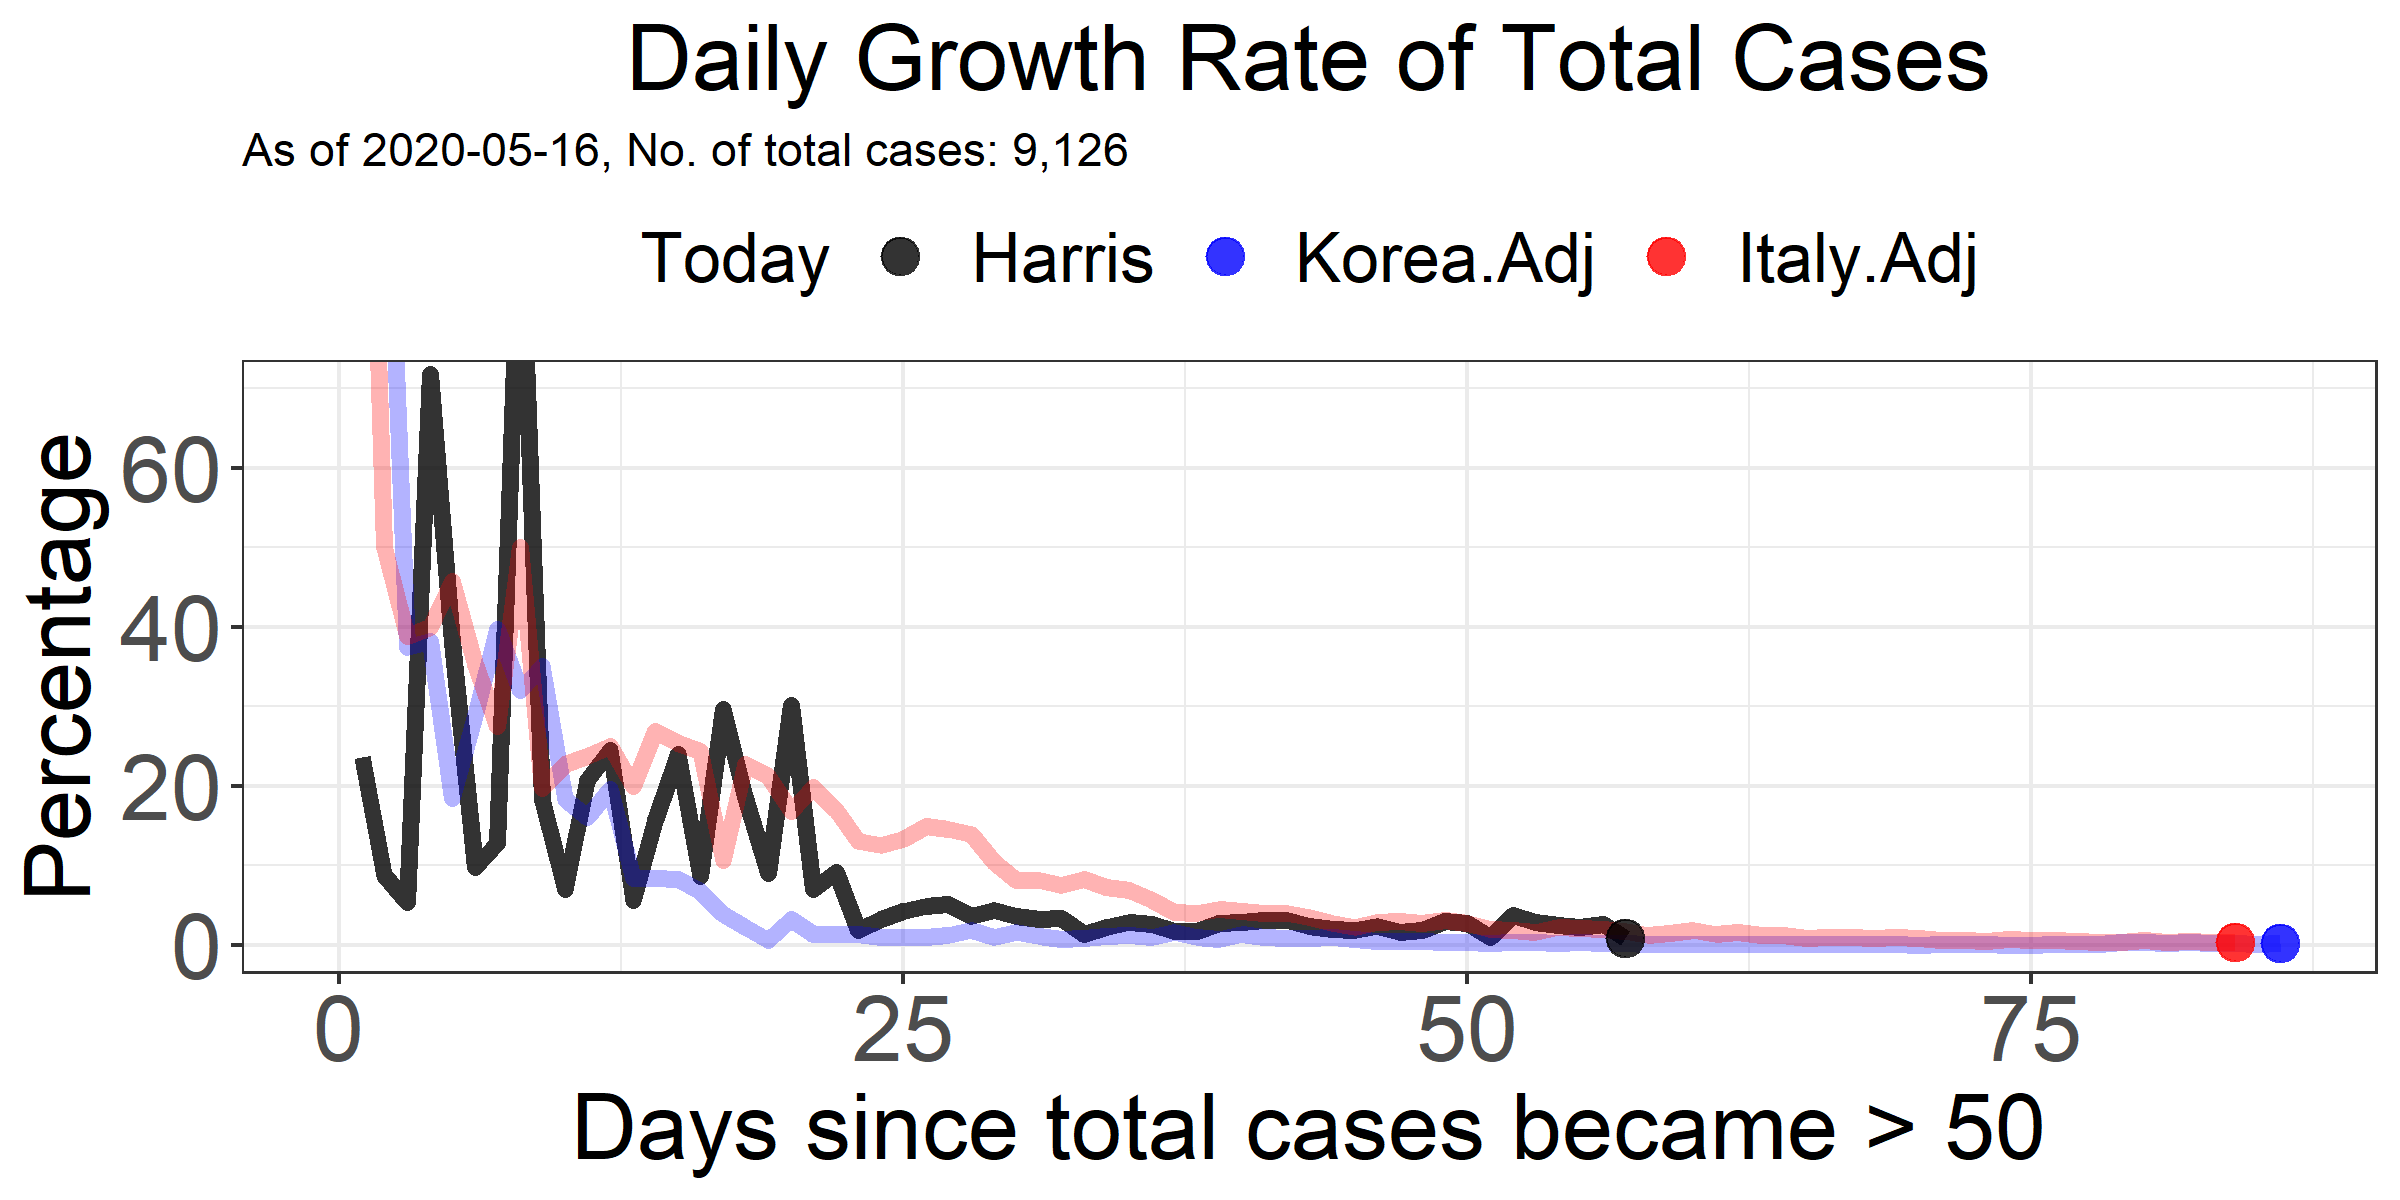 Daily Growth Rate of Total Cases
As of 2020-05-16, No. of total cases: 9,126
Today Harris Korea.Adj Italy.Adj
Percentage
60
40
20
0
0 25 50 75
Days since total cases became > 50